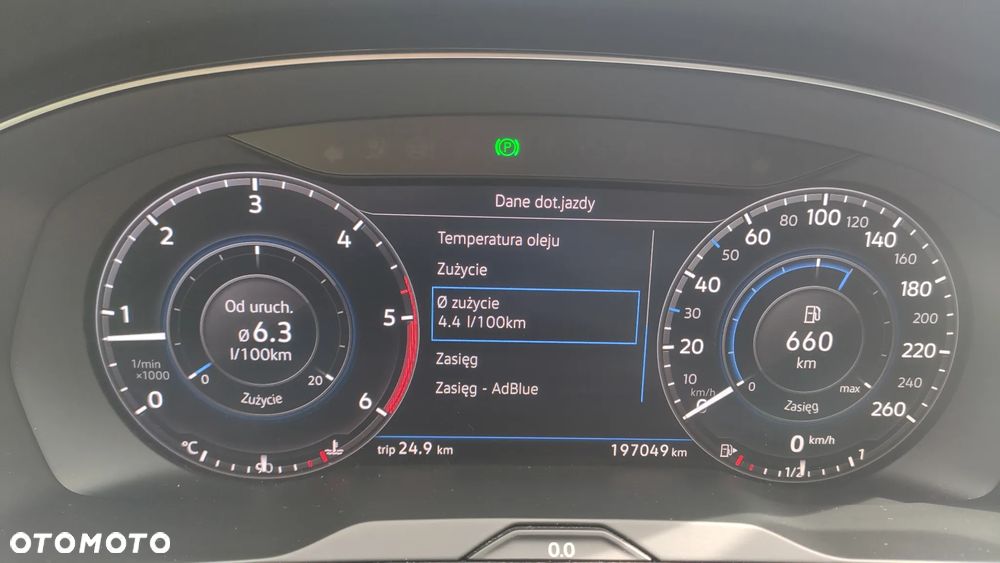 P
Dane dot.jazdy
Temperatura oleju
Zużycie
Ø zużycie
4.4 l/100km
Zasięg
Zasięg - AdBlue
trip 24.9 km
197049 km
0
1
2
3
4
5
6
1/min
×1000
Od uruch.
ø 6.3
l/100km
0
20
Zużycie
°C
90
0
10
20
30
40
50
60
80
100
120
140
160
180
200
220
240
260
km/h
660
km
0
max
Zasięg
0 km/h
1/2
1
0.0
OTOMOTO